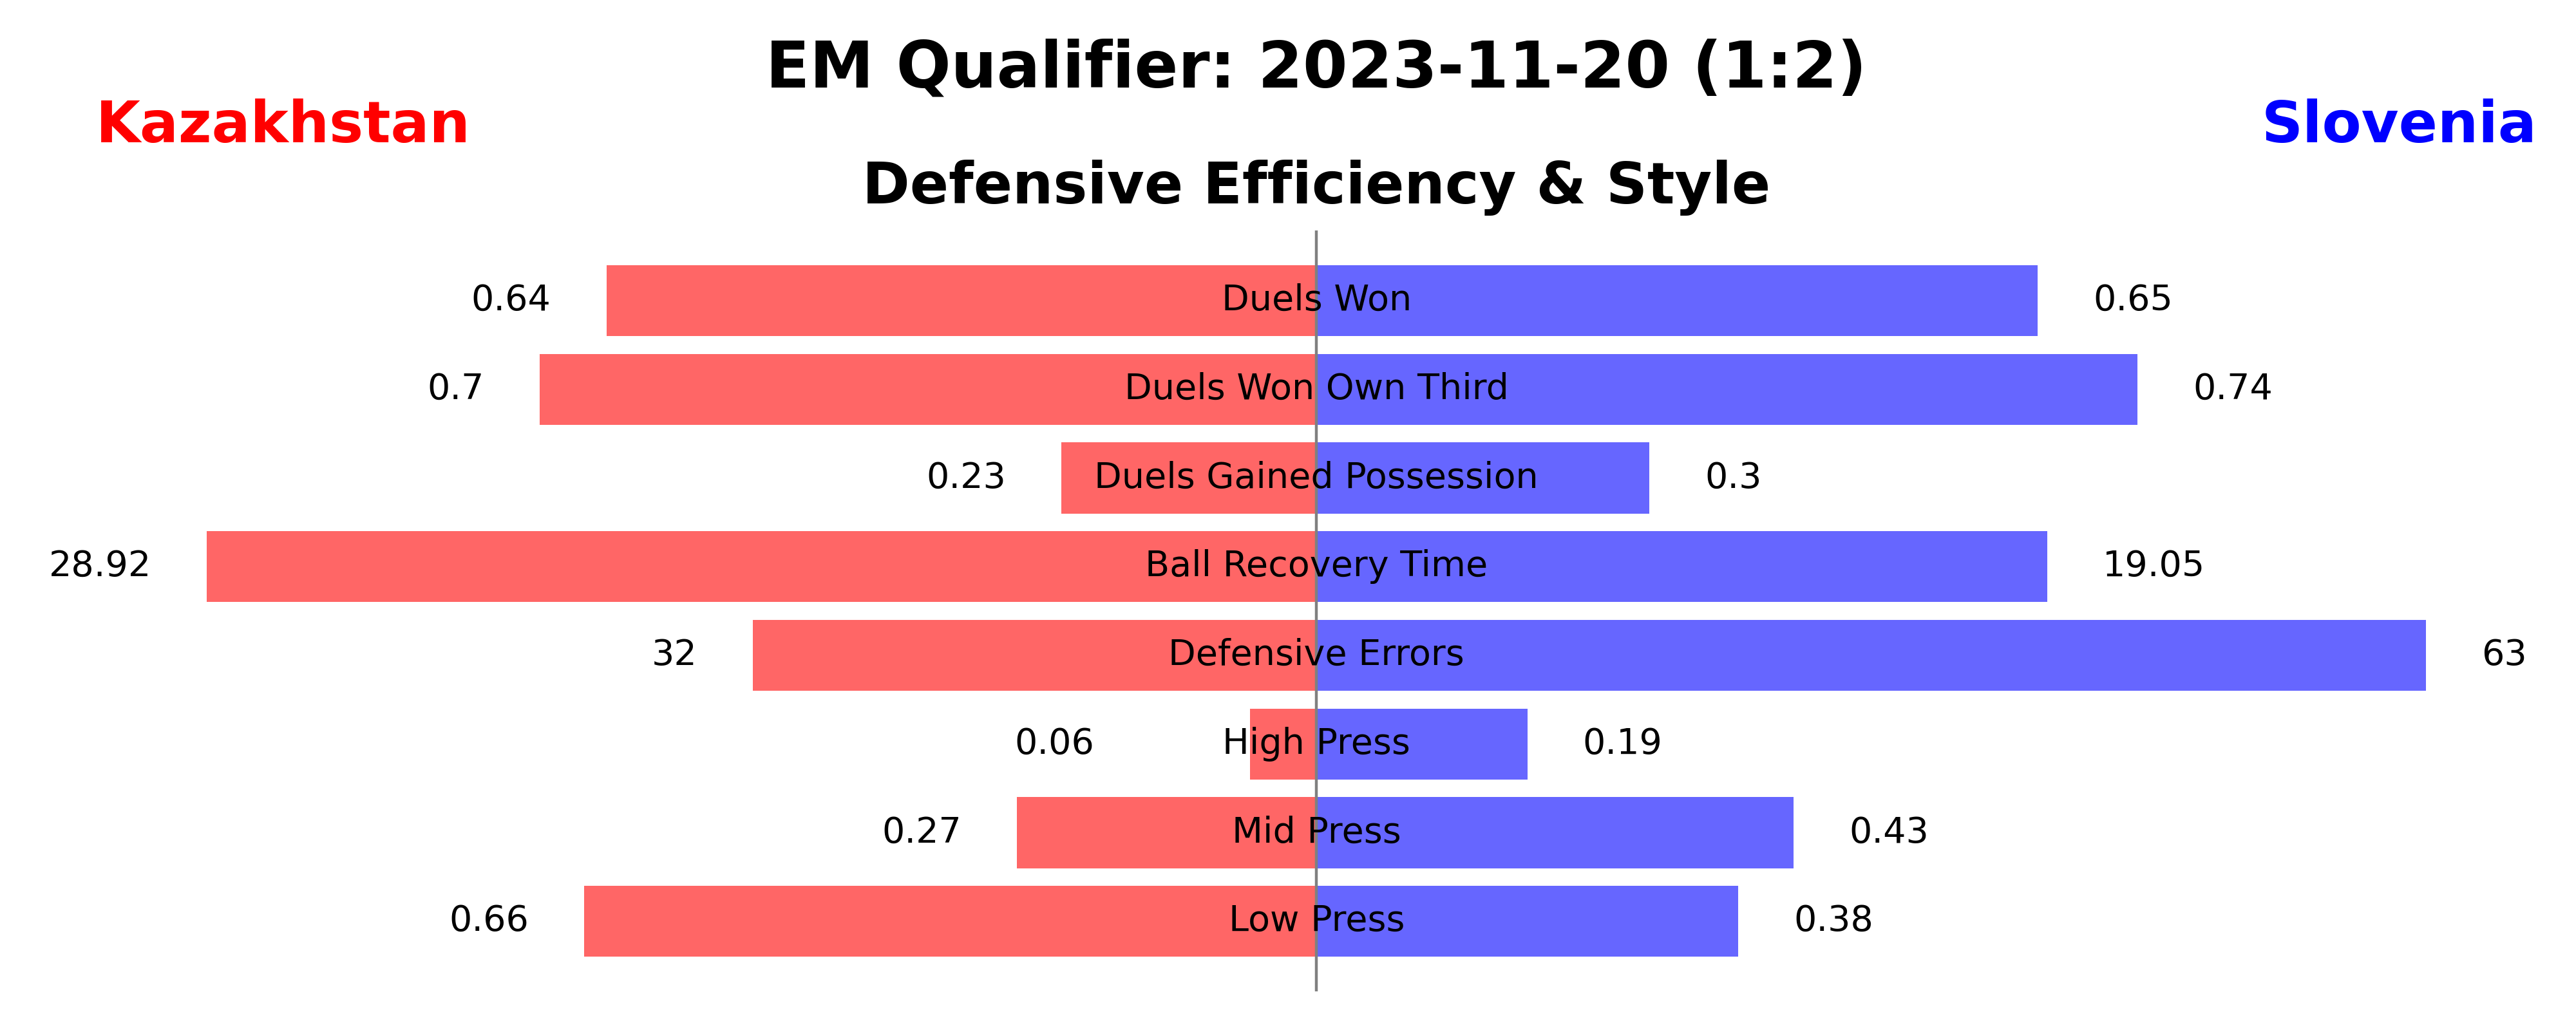 EM Qualifier: 2023-11-20 (1:2)
Kazakhstan
Slovenia
Defensive Efficiency & Style
0.64 Duels Won 0.65
0.7 Duels Won Own Third 0.74
0.23 Duels Gained Possession 0.3
28.92 Ball Recovery Time 19.05
32 Defensive Errors 63
0.06 High Press 0.19
0.27 Mid Press 0.43
0.66 Low Press 0.38